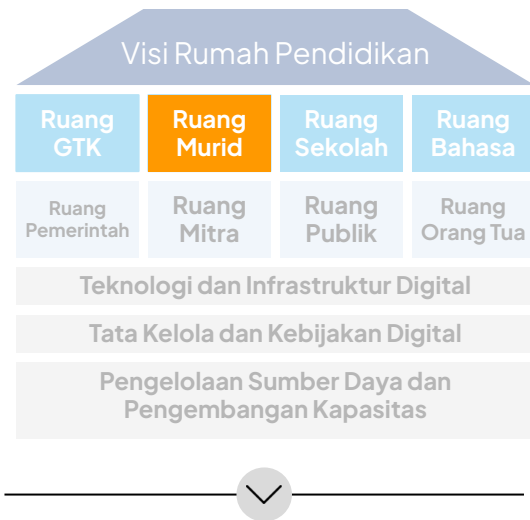 Visi Rumah Pendidikan
Ruang
GTK
Ruang
Murid
Ruang
Sekolah
Ruang
Bahasa
Ruang
Pemerintah
Ruang
Mitra
Ruang
Publik
Ruang
Orang Tua
Teknologi dan Infrastruktur Digital
Tata Kelola dan Kebijakan Digital
Pengelolaan Sumber Daya dan
Pengembangan Kapasitas